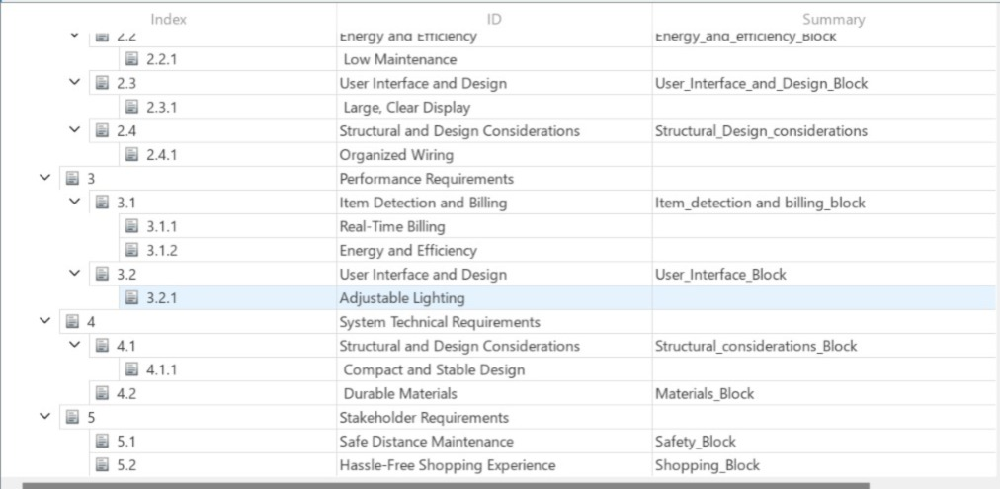 Index ID Summary
2.2 Energy and Efficiency Energy_and_efficiency_Block
2.2.1 Low Maintenance
2.3 User Interface and Design User_Interface_and_Design_Block
2.3.1 Large, Clear Display
2.4 Structural and Design Considerations Structural_Design_considerations
2.4.1 Organized Wiring
3 Performance Requirements
3.1 Item Detection and Billing Item_detection and billing_block
3.1.1 Real-Time Billing
3.1.2 Energy and Efficiency
3.2 User Interface and Design User_Interface_Block
3.2.1 Adjustable Lighting
4 System Technical Requirements
4.1 Structural and Design Considerations Structural_considerations_Block
4.1.1 Compact and Stable Design
4.2 Durable Materials Materials_Block
5 Stakeholder Requirements
5.1 Safe Distance Maintenance Safety_Block
5.2 Hassle-Free Shopping Experience Shopping_Block